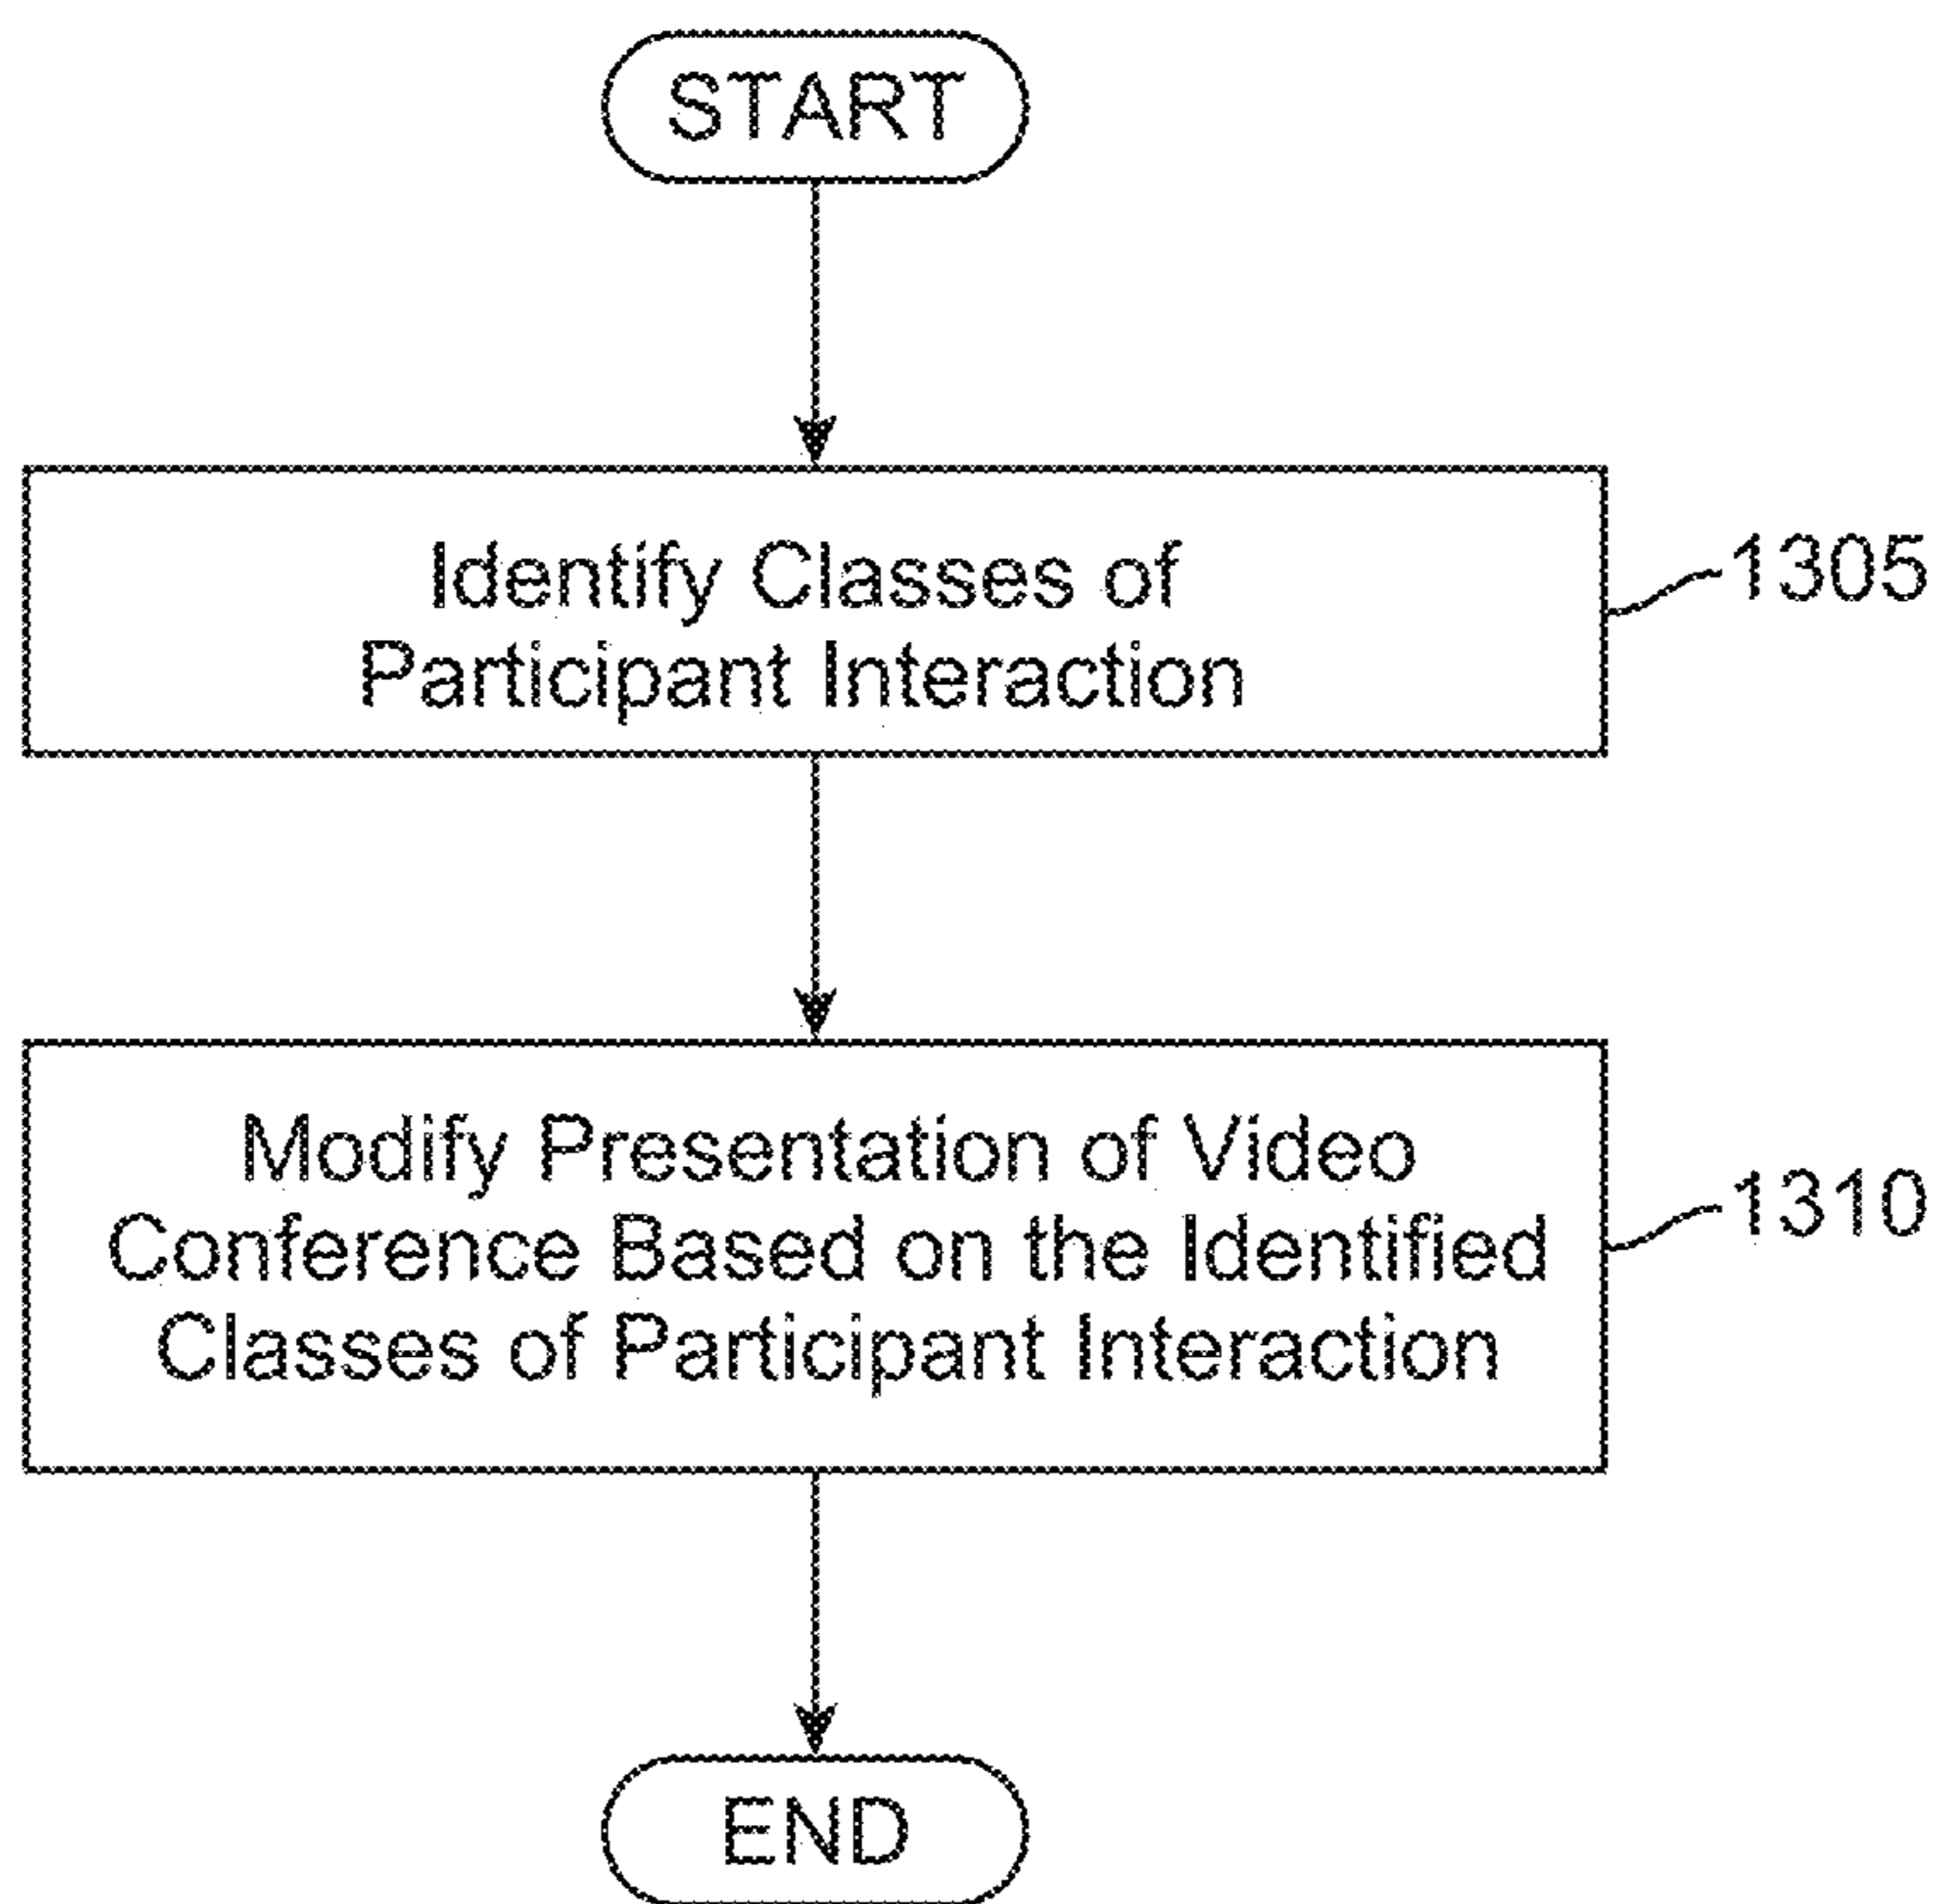 START
Identify Classes of
Participant Interaction
1305
Modify Presentation of Video
Conference Based on the Identified
Classes of Participant Interaction
1310
END